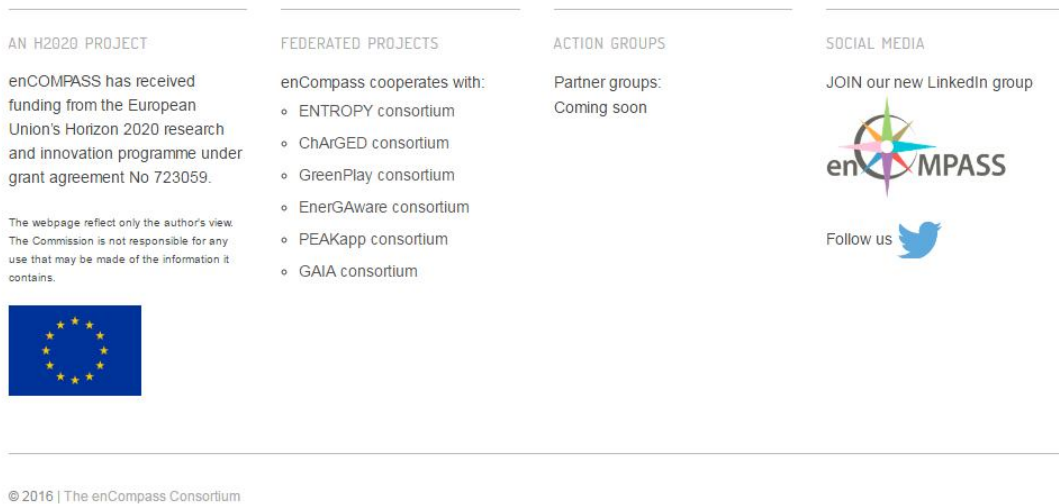 AN H2020 PROJECT
enCOMPASS has received
funding from the European
Union's Horizon 2020 research
and innovation programme under
grant agreement No 723059.
The webpage reflect only the author's view.
The Commission is not responsible for any
use that may be made of the information it
contains.
FEDERATED PROJECTS
enCompass cooperates with:
ENTROPY consortium
ChArGED consortium
GreenPlay consortium
EnerGAware consortium
PEAKapp consortium
GAIA consortium
ACTION GROUPS
Partner groups:
Coming soon
SOCIAL MEDIA
JOIN our new LinkedIn group
enCOMPASS
Follow us
© 2016 | The enCompass Consortium